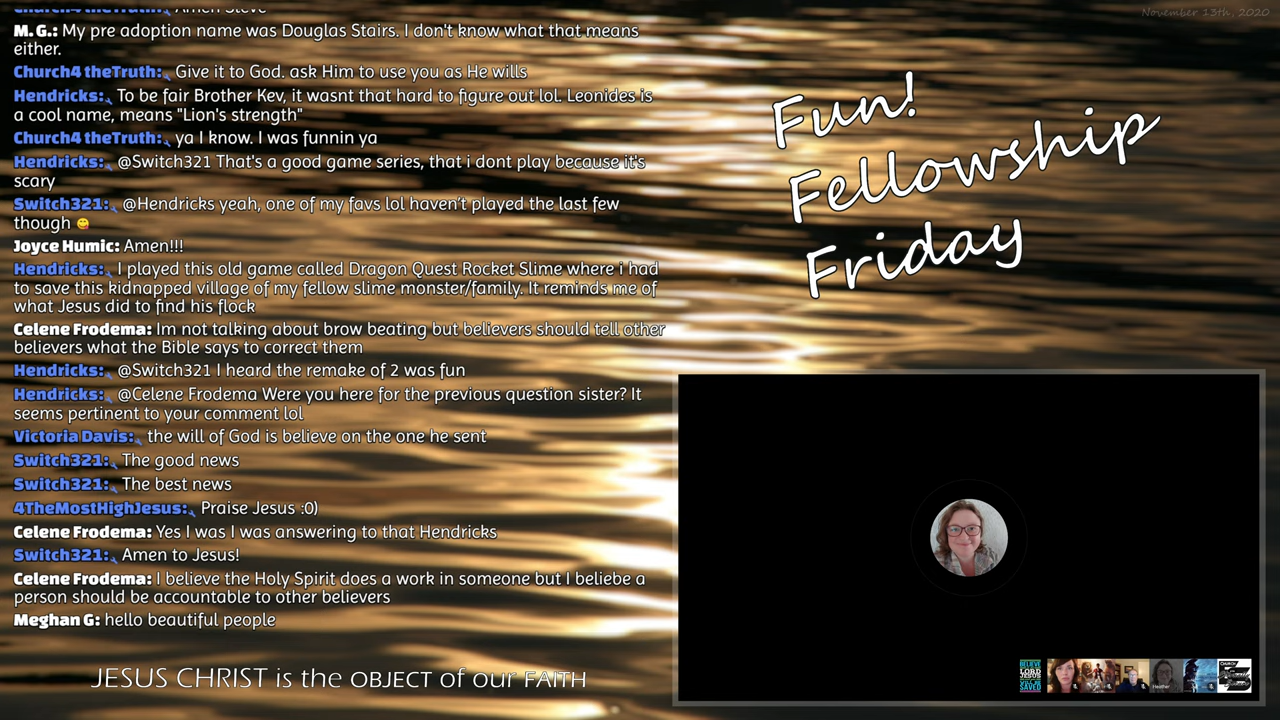 Church4 theTruth: Amen Steve
November 13th, 2020
M. G.: My pre adoption name was Douglas Stairs. I don't know what that means
either.
Church4 theTruth: Give it to God. ask Him to use you as He wills
Hendricks: To be fair Brother Kev, it wasnt that hard to figure out lol. Leonides is
a cool name, means "Lion's strength"
Church4 theTruth: ya I know. I was funnin ya
Hendricks: @Switch321 That's a good game series, that i dont play because it's
scary
Switch321: @Hendricks yeah, one of my favs lol haven't played the last few
though 😋
Joyce Humic: Amen!!!
Hendricks: I played this old game called Dragon Quest Rocket Slime where i had
to save this kidnapped village of my fellow slime monster/family. It reminds me of
what Jesus did to find his flock
Celene Frodema: Im not talking about brow beating but believers should tell other
believers what the Bible says to correct them
Hendricks: @Switch321 I heard the remake of 2 was fun
Hendricks: @Celene Frodema Were you here for the previous question sister? It
seems pertinent to your comment lol
Victoria Davis: the will of God is believe on the one he sent
Switch321: The good news
Switch321: The best news
4TheMostHighJesus: Praise Jesus :0)
Celene Frodema: Yes I was I was answering to that Hendricks
Switch321: Amen to Jesus!
Celene Frodema: I believe the Holy Spirit does a work in someone but I beliebe a
person should be accountable to other believers
Meghan G: hello beautiful people
JESUS CHRIST is the OBJECT of our FAITH
Fun!
Fellowship
Friday
BELIEVE
LORD
JESUS
SAVED
Heather
CHURCH